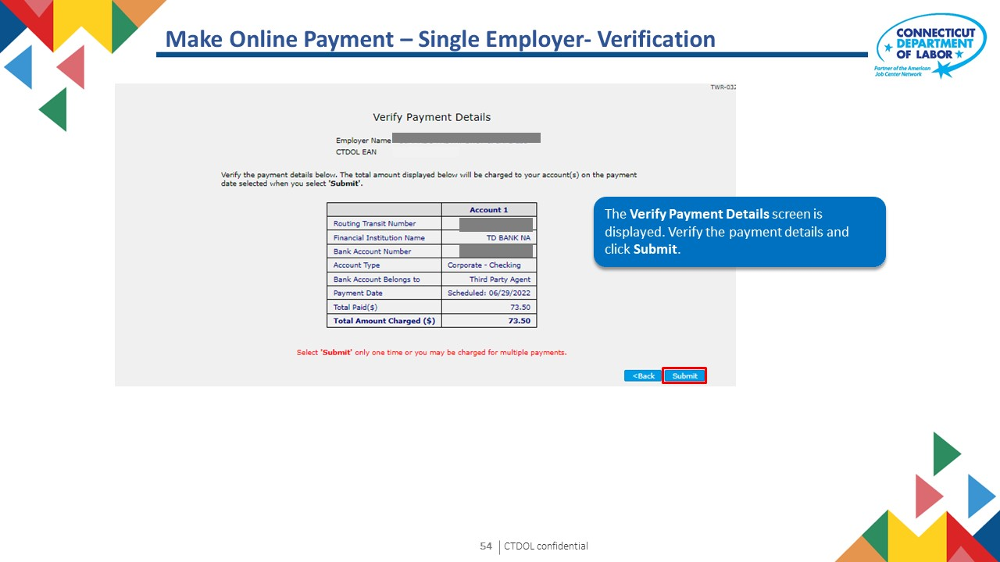 Make Online Payment – Single Employer- Verification
CONNECTICUT
DEPARTMENT
OF LABOR
Partner of the American
Job Center Network
TWR-032
Verify Payment Details
Employer Name
CTDOL EAN
Verify the payment details below. The total amount displayed below will be charged to your account(s) on the payment
date selected when you select 'Submit'.
Account 1
Routing Transit Number
Financial Institution Name TD BANK NA
Bank Account Number
Account Type Corporate - Checking
Bank Account Belongs to Third Party Agent
Payment Date Scheduled: 06/29/2022
Total Paid($) 73.50
Total Amount Charged ($) 73.50
The Verify Payment Details screen is
displayed. Verify the payment details and
click Submit.
Select 'Submit' only one time or you may be charged for multiple payments.
<Back Submit
54 CTDOL confidential